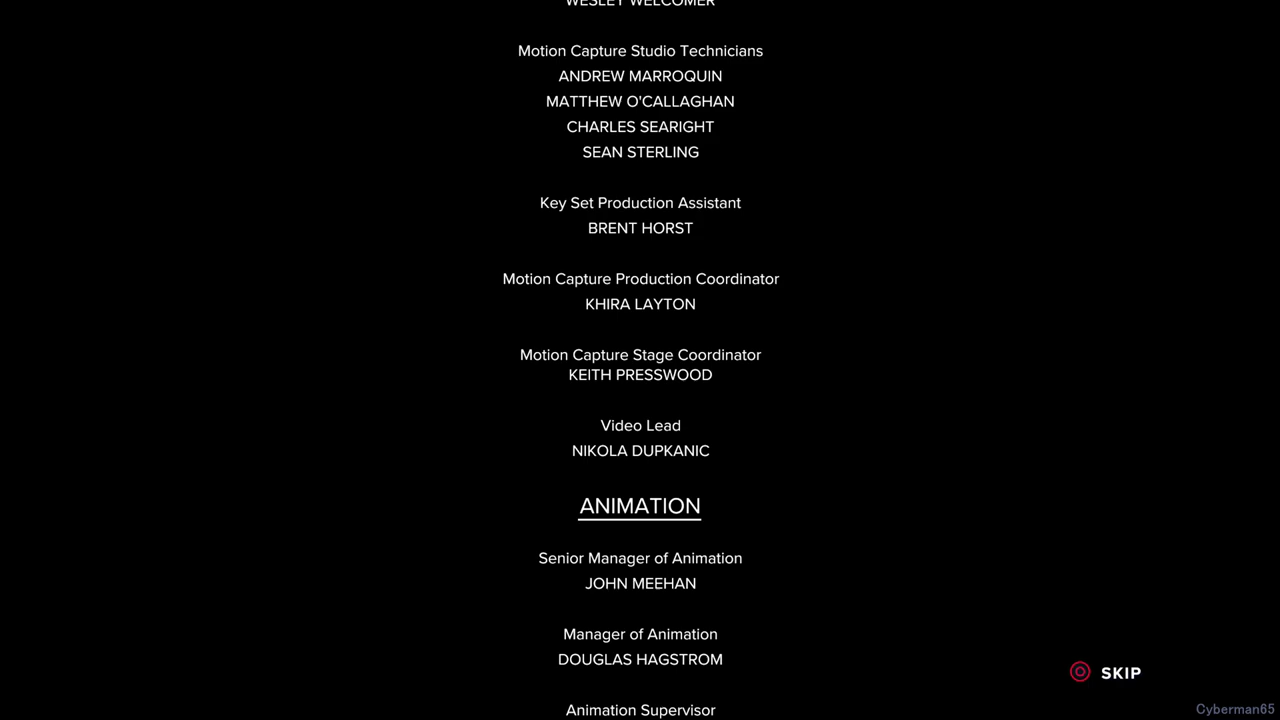 WESLEY WELCOMER
Motion Capture Studio Technicians
ANDREW MARROQUIN
MATTHEW O'CALLAGHAN
CHARLES SEARIGHT
SEAN STERLING
Key Set Production Assistant
BRENT HORST
Motion Capture Production Coordinator
KHIRA LAYTON
Motion Capture Stage Coordinator
KEITH PRESSWOOD
Video Lead
NIKOLA DUPKANIC
ANIMATION
Senior Manager of Animation
JOHN MEEHAN
Manager of Animation
DOUGLAS HAGSTROM
SKIP
Animation Supervisor
Cyberman65